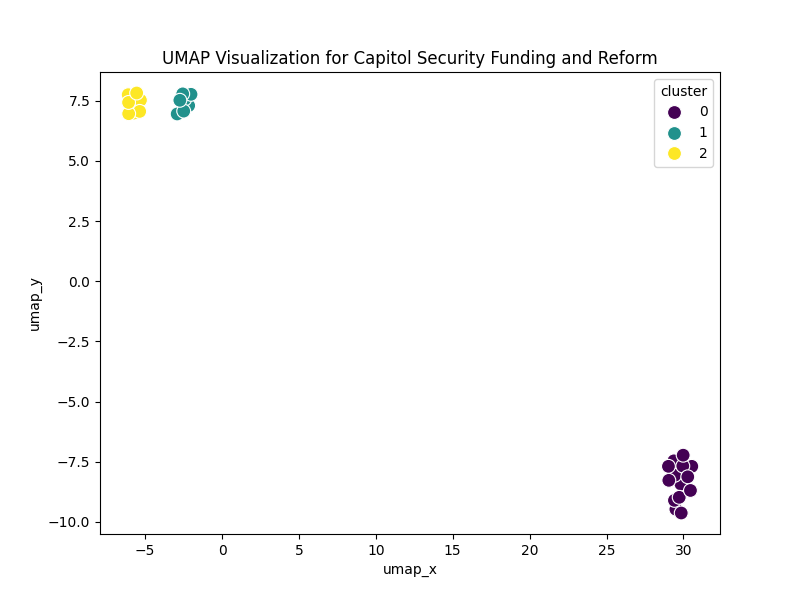 UMAP Visualization for Capitol Security Funding and Reform
cluster
0
1
2
7.5
5.0
2.5
0.0
−2.5
−5.0
−7.5
−10.0
umap_y
−5 0 5 10 15 20 25 30
umap_x